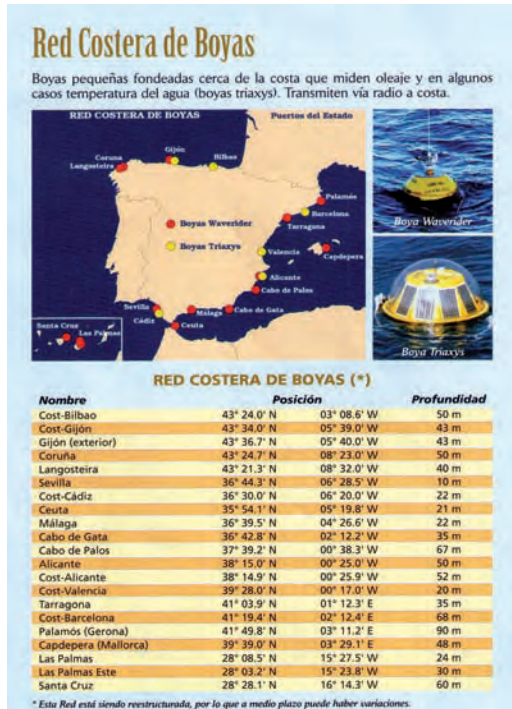 Red Costera de Boyas
Boyas pequeñas fondeadas cerca de la costa que miden oleaje y en algunos
casos temperatura del agua (boyas triaxys). Transmiten vía radio a costa.
RED COSTERA DE BOYAS
Puertos del Estado
Gijón
Coruna
Bilbao
Langosteira
Palamós
Barcelona
Tarragona
Boyas Waverider
Boyas Triaxys
Valencia
Capdepera
Alicante
Cabo de Palos
Sevilla
Málaga
Cabo de Gata
Cádiz
Ceuta
Santa Cruz
Las Palmas
Boya Waverider
Boya Triaxys
RED COSTERA DE BOYAS (*)
Nombre Posición Profundidad
Cost-Bilbao 43° 24.0' N 03° 08.6' W 50 m
Cost-Gijón 43° 34.0' N 05° 39.0' W 43 m
Gijón (exterior) 43° 36.7' N 05° 40.0' W 43 m
Coruña 43° 24.7' N 08° 23.0' W 50 m
Langosteira 43° 21.3' N 08° 32.0' W 40 m
Sevilla 36° 44.3' N 06° 28.5' W 10 m
Cost-Cádiz 36° 30.0' N 06° 20.0' W 22 m
Ceuta 35° 54.1' N 05° 19.8' W 21 m
Málaga 36° 39.5' N 04° 26.6' W 22 m
Cabo de Gata 36° 42.8' N 02° 12.2' W 35 m
Cabo de Palos 37° 39.2' N 00° 38.3' W 67 m
Alicante 38° 15.0' N 00° 25.0' W 50 m
Cost-Alicante 38° 14.9' N 00° 25.9' W 52 m
Cost-Valencia 39° 28.0' N 00° 17.0' W 20 m
Tarragona 41° 03.9' N 01° 12.3' E 35 m
Cost-Barcelona 41° 19.4' N 02° 12.4' E 68 m
Palamós (Gerona) 41° 49.8' N 03° 11.2' E 90 m
Capdepera (Mallorca) 39° 39.0' N 03° 29.1' E 48 m
Las Palmas 28° 08.5' N 15° 27.5' W 24 m
Las Palmas Este 28° 03.2' N 15° 23.8' W 30 m
Santa Cruz 28° 28.1' N 16° 14.3' W 60 m
* Esta Red está siendo reestructurada, por lo que a medio plazo puede haber variaciones.